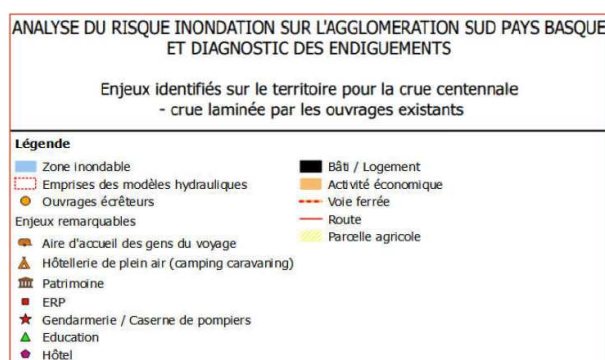 ANALYSE DU RISQUE INONDATION SUR L'AGGLOMERATION SUD PAYS BASQUE
ET DIAGNOSTIC DES ENDIGUEMENTS
Enjeux identifiés sur le territoire pour la crue centennale
- crue laminée par les ouvrages existants
Légende
Zone inondable
Emprises des modèles hydrauliques
Ouvrages écrêteurs
Enjeux remarquables
Aire d'accueil des gens du voyage
Hôtellerie de plein air (camping caravaning)
Patrimoine
ERP
Gendarmerie / Caserne de pompiers
Education
Hôtel
Bâti / Logement
Activité économique
Voie ferrée
Route
Parcelle agricole